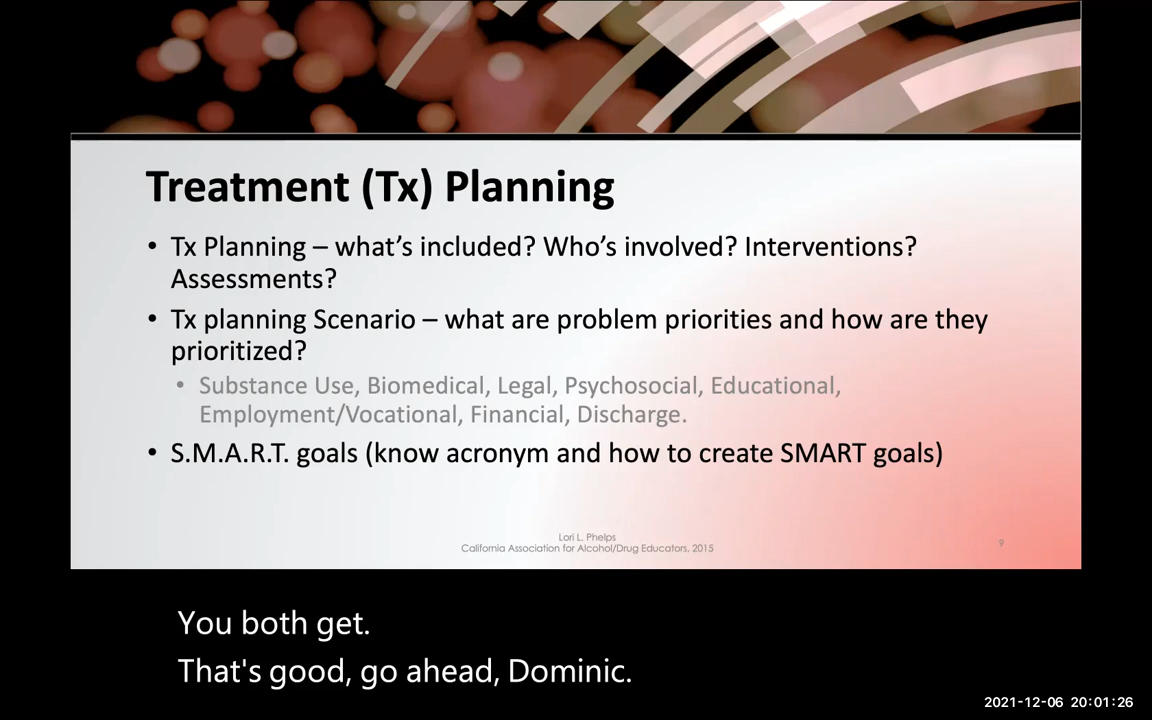 Treatment (Tx) Planning
• Tx Planning – what's included? Who's involved? Interventions?
Assessments?
• Tx planning Scenario – what are problem priorities and how are they
prioritized?
• Substance Use, Biomedical, Legal, Psychosocial, Educational,
Employment/Vocational, Financial, Discharge.
• S.M.A.R.T. goals (know acronym and how to create SMART goals)
Lori L. Phelps
California Association for Alcohol/Drug Educators, 2015
9
You both get.
That's good, go ahead, Dominic.
2021-12-06 20:01:26